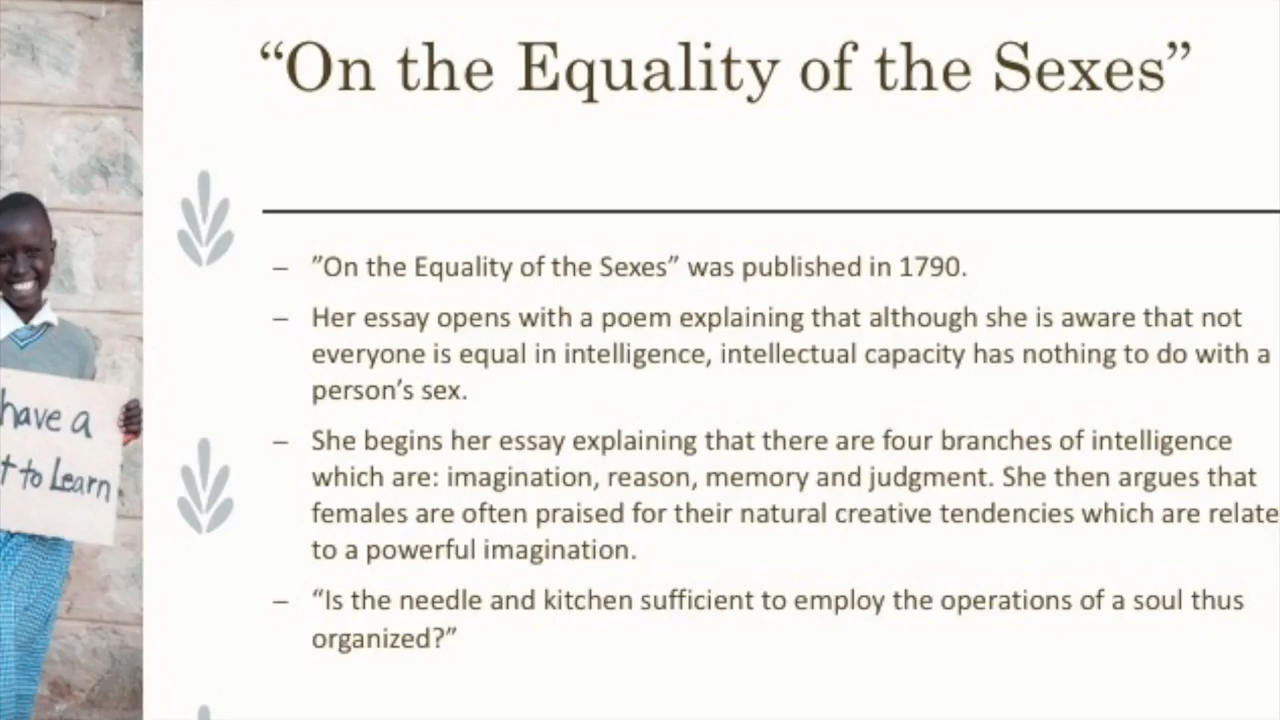 “On the Equality of the Sexes”
– ”On the Equality of the Sexes” was published in 1790.
– Her essay opens with a poem explaining that although she is aware that not
everyone is equal in intelligence, intellectual capacity has nothing to do with a
person’s sex.
– She begins her essay explaining that there are four branches of intelligence
which are: imagination, reason, memory and judgment. She then argues that
females are often praised for their natural creative tendencies which are relate
to a powerful imagination.
– “Is the needle and kitchen sufficient to employ the operations of a soul thus
organized?”
have a
t to Learn